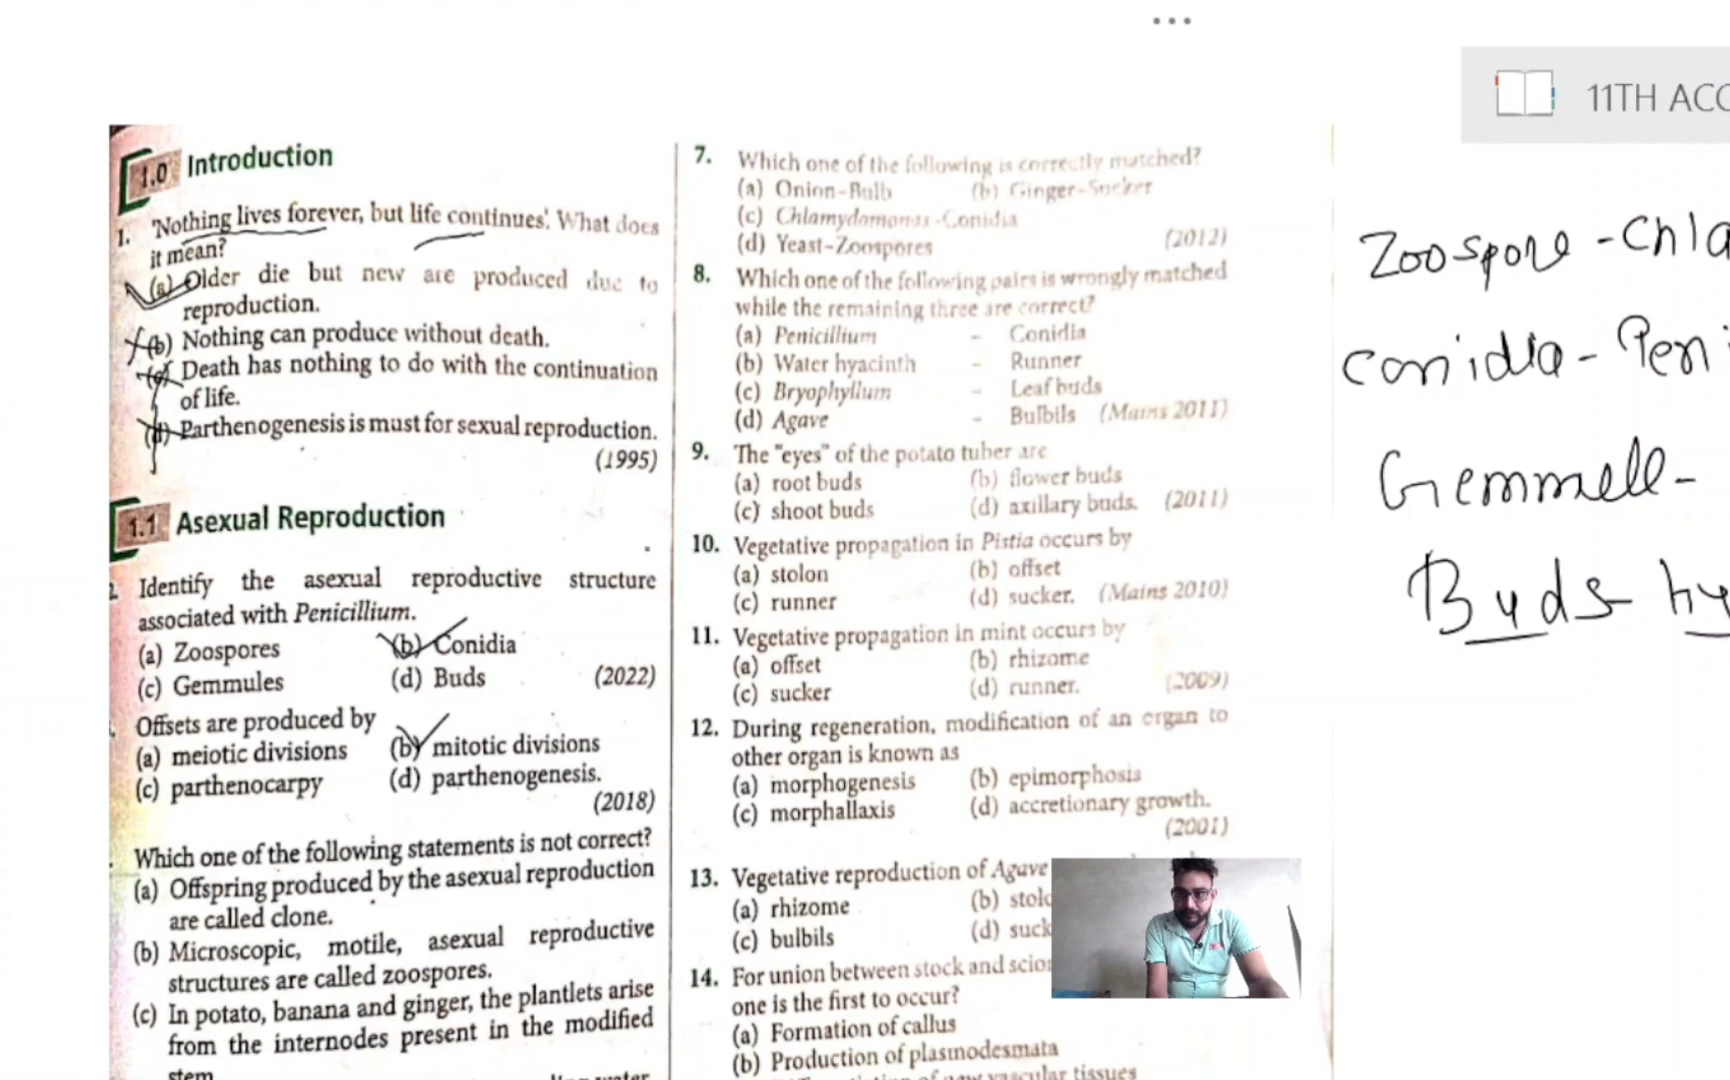 11TH ACC
1.0 Introduction
1. 'Nothing lives forever, but life continues'. What does
it mean?
(a) Older die but new are produced due to
reproduction.
(b) Nothing can produce without death.
(c) Death has nothing to do with the continuation
of life.
(d) Parthenogenesis is must for sexual reproduction.
(1995)
1.1 Asexual Reproduction
2. Identify the asexual reproductive structure
associated with Penicillium.
(a) Zoospores (b) Conidia
(c) Gemmules (d) Buds (2022)
Offsets are produced by
(a) meiotic divisions (b) mitotic divisions
(c) parthenocarpy (d) parthenogenesis.
(2018)
Which one of the following statements is not correct?
(a) Offspring produced by the asexual reproduction
are called clone.
(b) Microscopic, motile, asexual reproductive
structures are called zoospores.
(c) In potato, banana and ginger, the plantlets arise
from the internodes present in the modified
stem
7. Which one of the following is correctly matched?
(a) Onion-Bulb (b) Ginger-Sucker
(c) Chlamydomonas-Conidia
(d) Yeast-Zoospores (2012)
8. Which one of the following pairs is wrongly matched
while the remaining three are correct?
(a) Penicillium - Conidia
(b) Water hyacinth - Runner
(c) Bryophyllum - Leaf buds
(d) Agave - Bulbils (Mains 2011)
9. The "eyes" of the potato tuber are
(a) root buds (b) flower buds
(c) shoot buds (d) axillary buds. (2011)
10. Vegetative propagation in Pistia occurs by
(a) stolon (b) offset
(c) runner (d) sucker. (Mains 2010)
11. Vegetative propagation in mint occurs by
(a) offset (b) rhizome
(c) sucker (d) runner. (2009)
12. During regeneration, modification of an organ to
other organ is known as
(a) morphogenesis (b) epimorphosis
(c) morphallaxis (d) accretionary growth.
(2001)
13. Vegetative reproduction of Agave
(a) rhizome (b) stolo
(c) bulbils (d) suck
14. For union between stock and scion
one is the first to occur?
(a) Formation of callus
(b) Production of plasmodesmata
of new vascular tissues
Zoospore - Chla
Conidia - Peni
Gemmell -
Buds hy